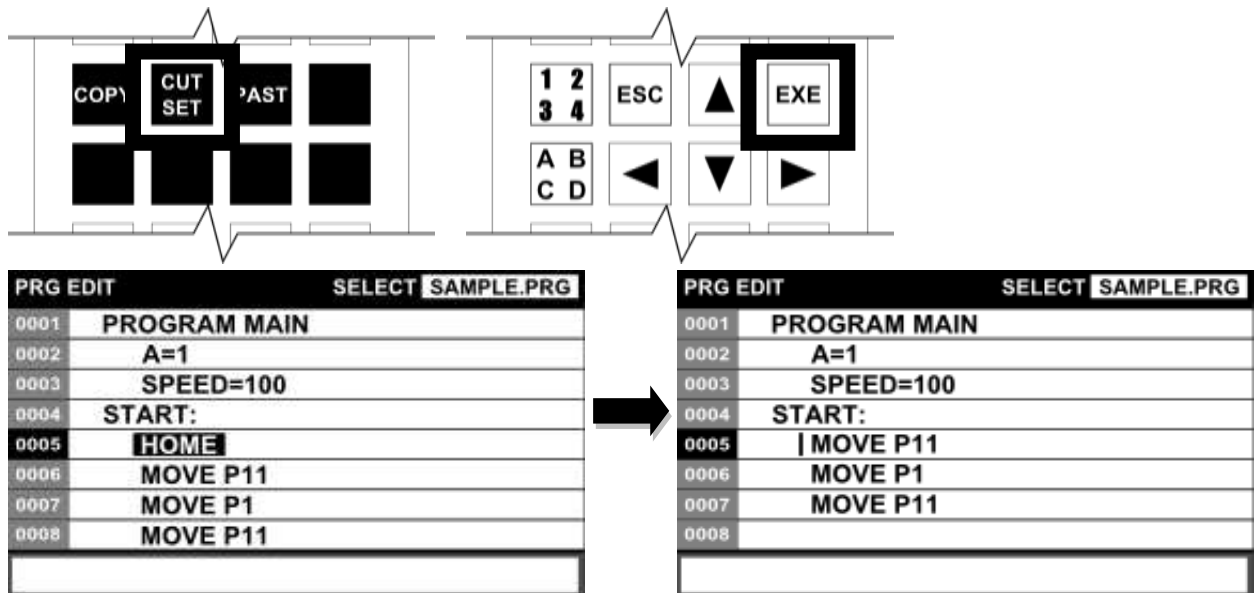 COPY CUT SET PAST
1 2 3 4 ESC EXE
A B C D
PRG EDIT SELECT SAMPLE.PRG
0001 PROGRAM MAIN
0002 A=1
0003 SPEED=100
0004 START:
0005 HOME
0006 MOVE P11
0007 MOVE P1
0008 MOVE P11
PRG EDIT SELECT SAMPLE.PRG
0001 PROGRAM MAIN
0002 A=1
0003 SPEED=100
0004 START:
0005 MOVE P11
0006 MOVE P1
0007 MOVE P11
0008